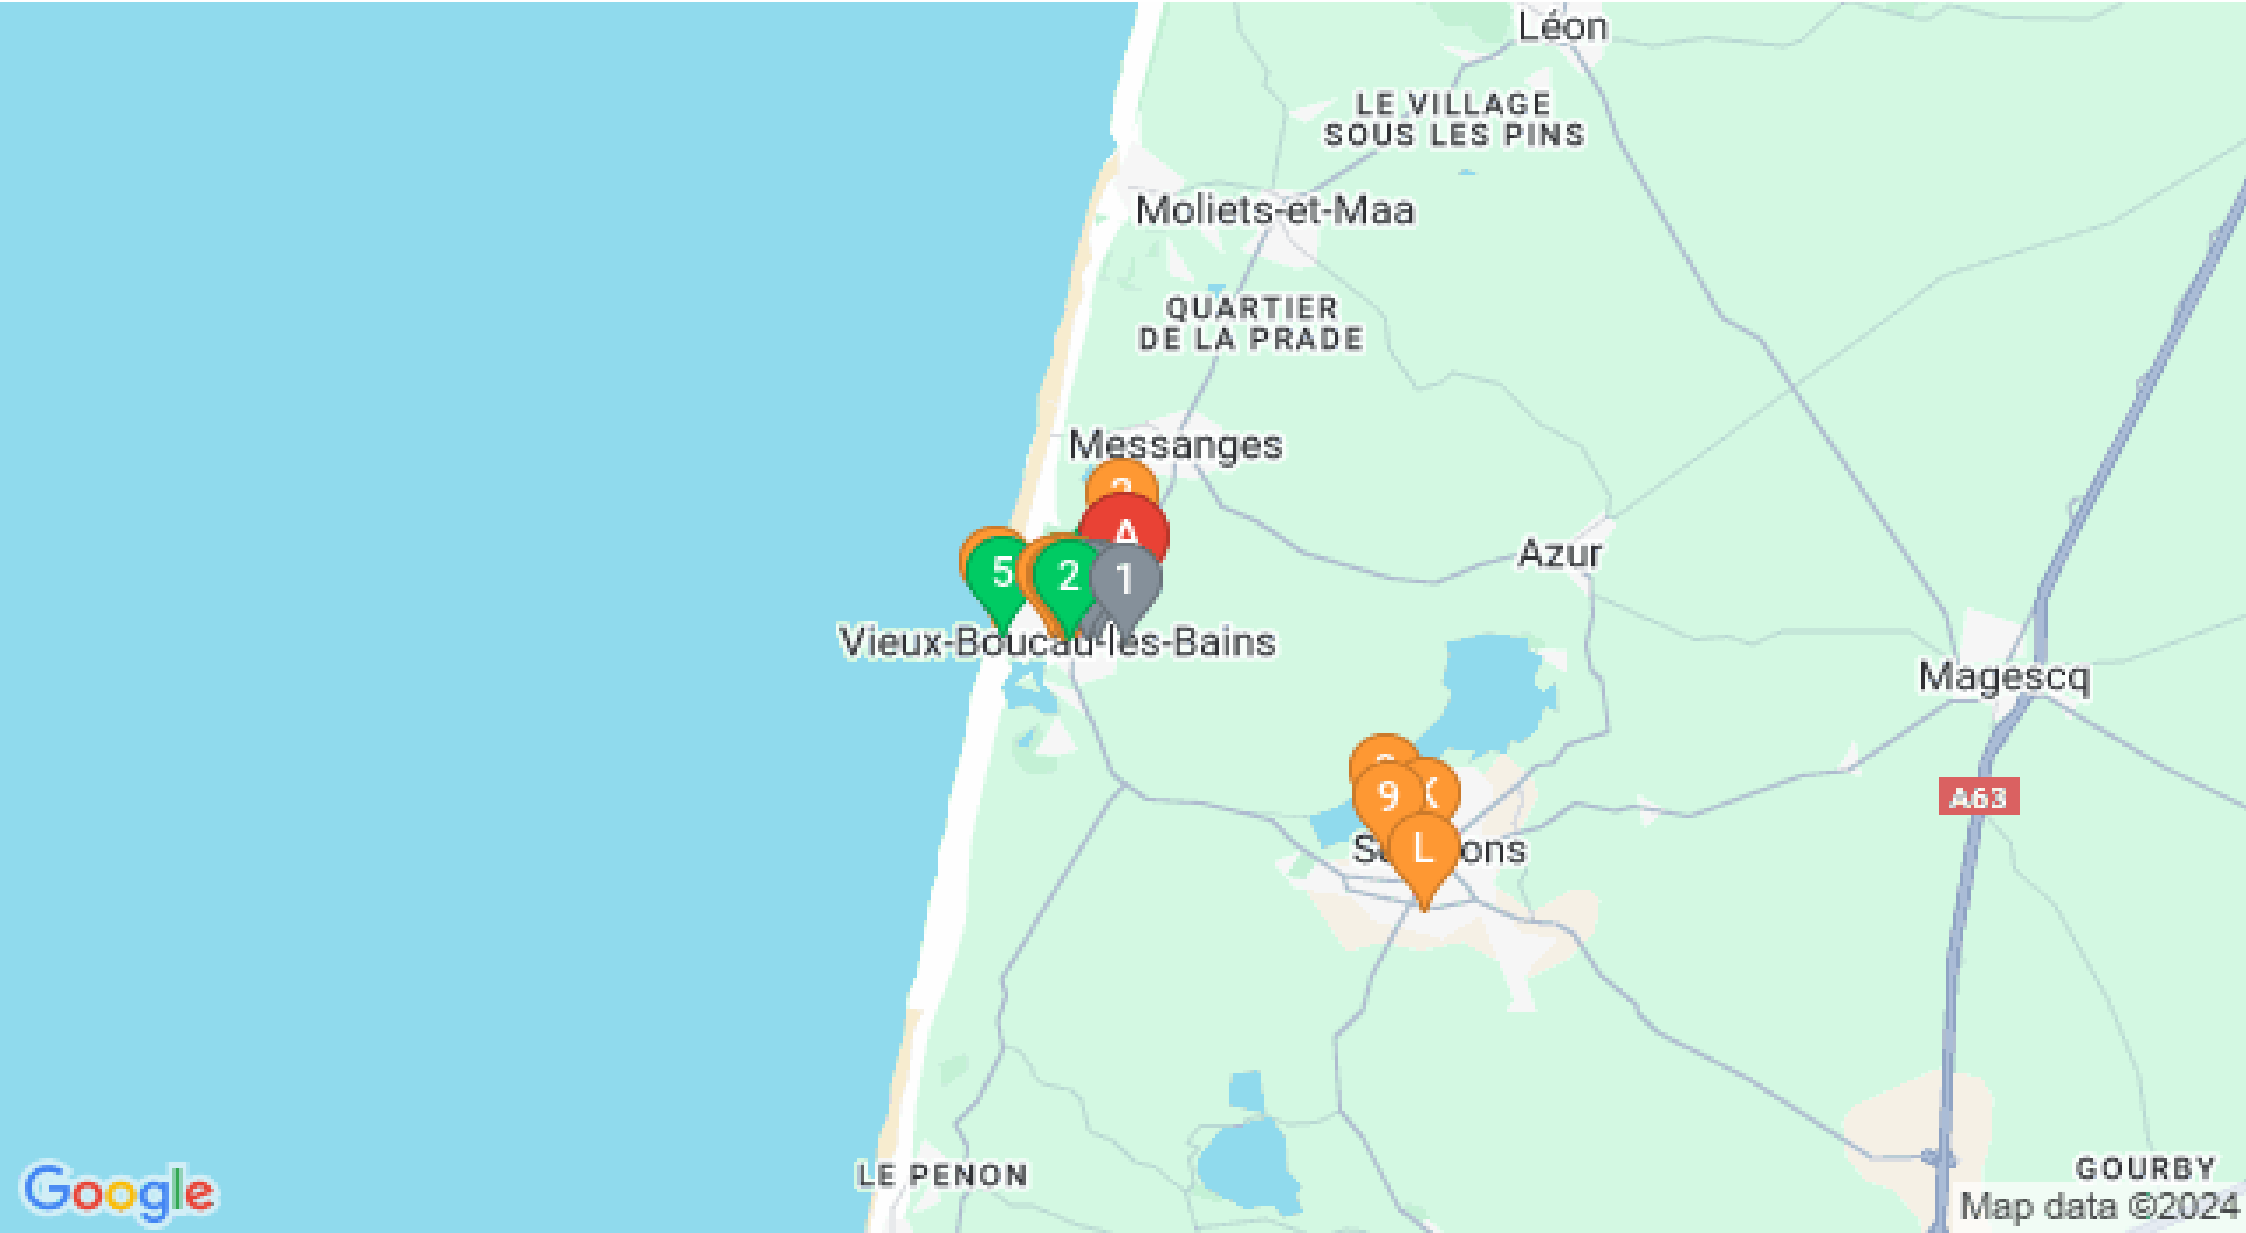 Léon
LE VILLAGE
SOUS LES PINS
Moliets-et-Maa
QUARTIER
DE LA PRADE
Messanges
A
5
2
1
Azur
Vieux-Boucau-les-Bains
Magescq
9
L
A63
LE PENON
GOURBY
Google
Map data ©2024